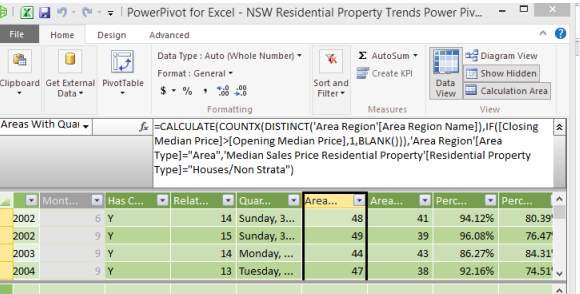 PowerPivot for Excel - NSW Residential Property Trends Power Piv...
File Home Design Advanced
Clipboard
Get External Data
PivotTable
Data Type : Auto (Whole Number)
Format : General
$ % , .0 .00 .00 .0
Formatting
Sort and Filter
Σ AutoSum
Create KPI
Measures
Data View
Diagram View
Show Hidden
Calculation Area
View
Areas With Quar
fx
=CALCULATE(COUNTX(DISTINCT('Area Region'[Area Region Name]),IF([Closing
Median Price]>[Opening Median Price],1,BLANK())),'Area Region'[Area
Type]="Area",'Median Sales Price Residential Property'[Residential Property
Type]="Houses/Non Strata")
Mont... Has C... Relat... Quar... Area... Area... Perc... Perc...
2002 6 Y 14 Sunday, 3... 48 41 94.12% 80.39
2002 9 Y 15 Sunday, 3... 49 39 96.08% 76.47
2003 9 Y 14 Monday, ... 44 43 86.27% 84.31
2004 9 Y 13 Tuesday, ... 47 38 92.16% 74.51